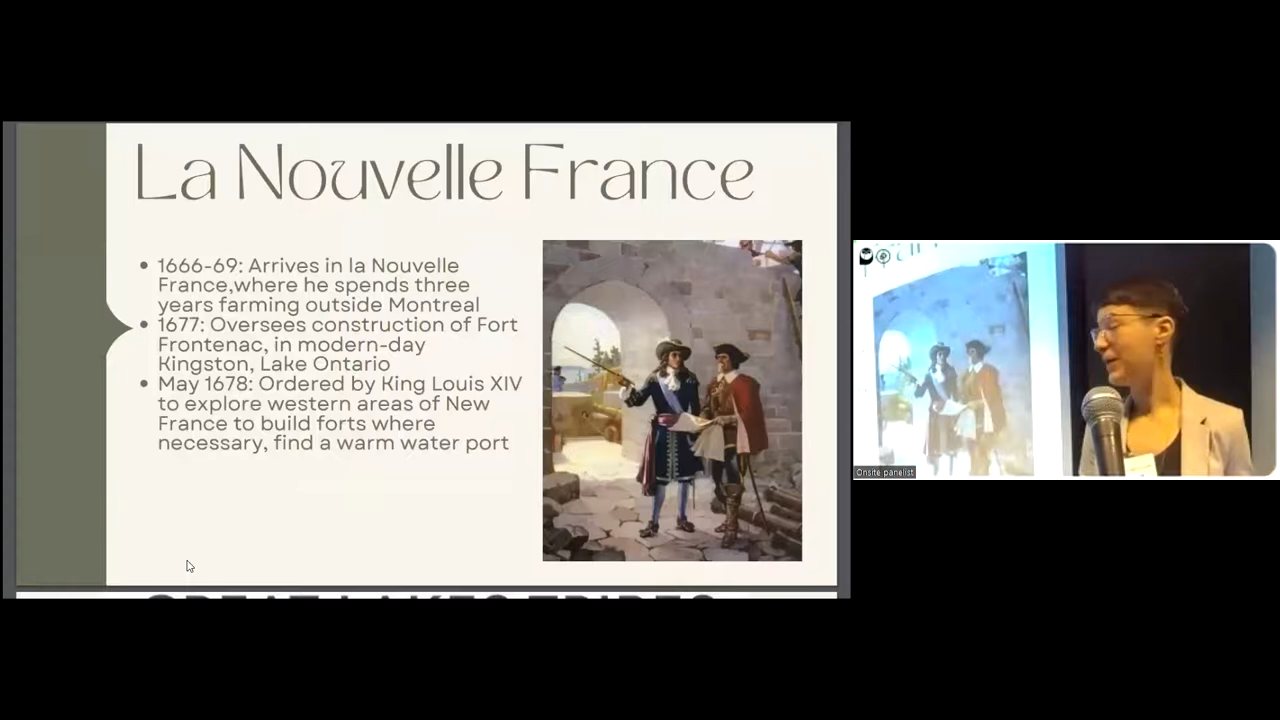 La Nouvelle France
• 1666-69: Arrives in la Nouvelle
France,where he spends three
years farming outside Montreal
• 1677: Oversees construction of Fort
Frontenac, in modern-day
Kingston, Lake Ontario
• May 1678: Ordered by King Louis XIV
to explore western areas of New
France to build forts where
necessary, find a warm water port
GREAT LAKES TRIBES
Onsite panelist